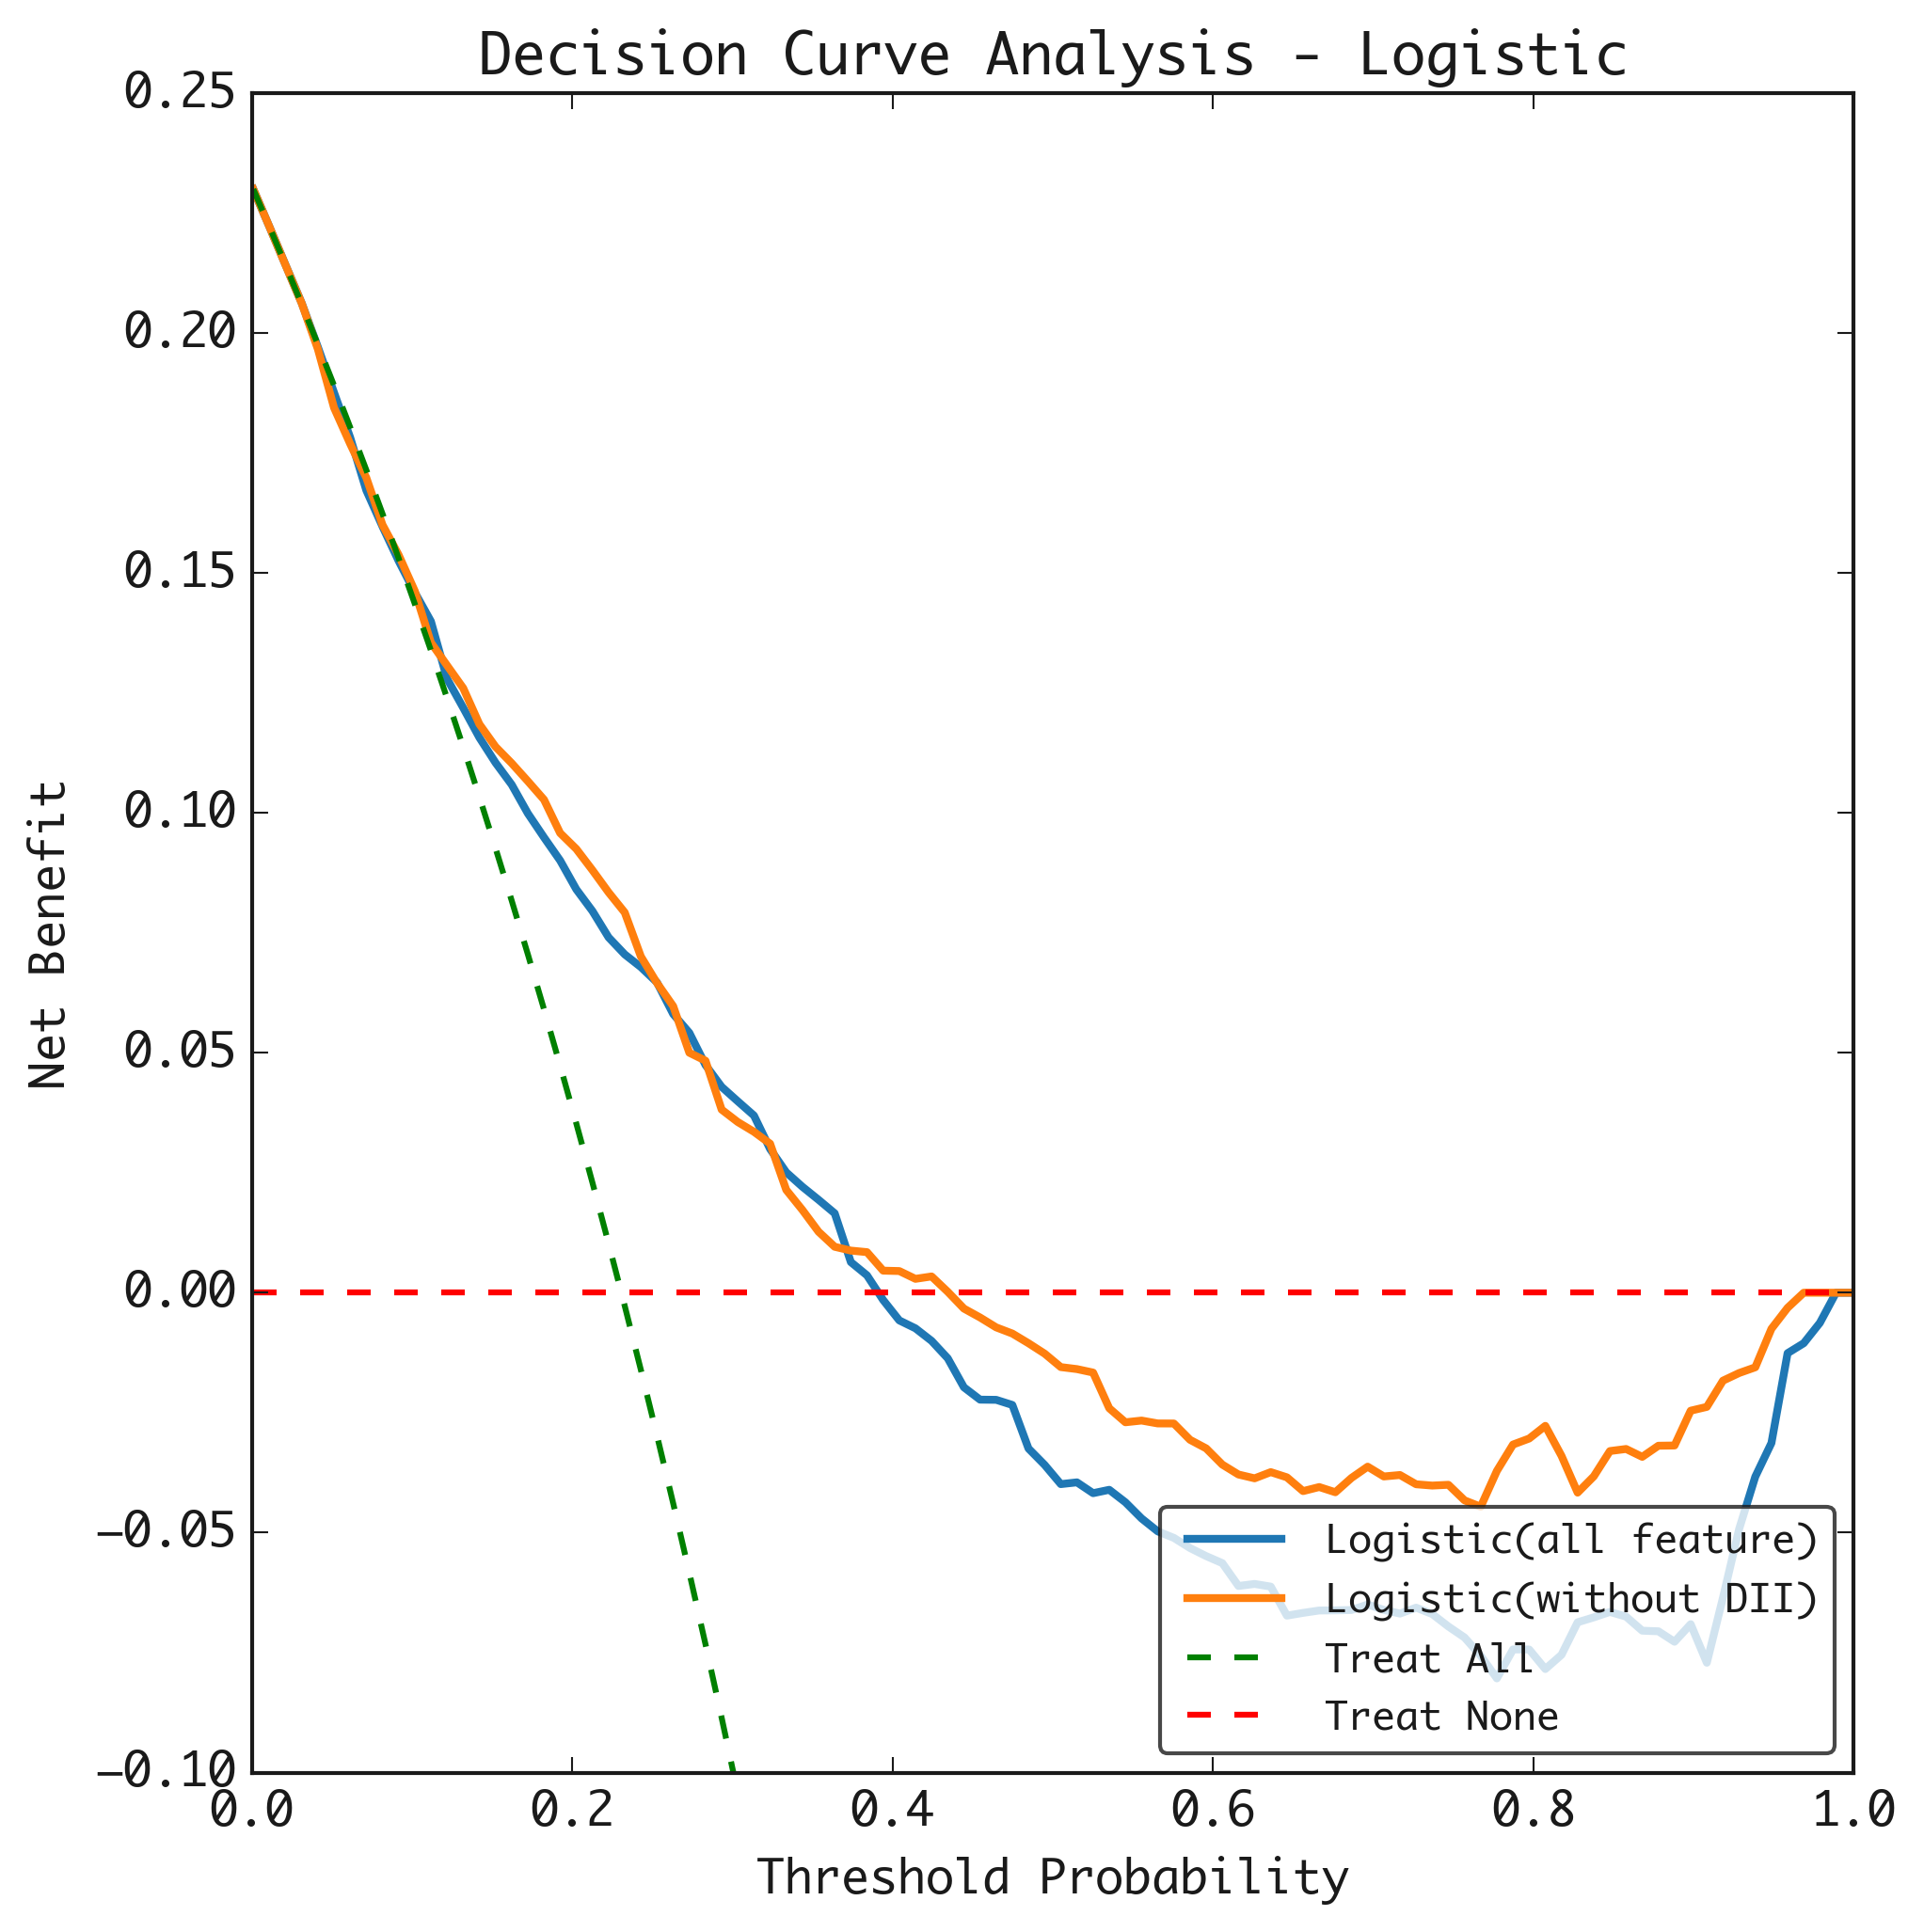 Decision Curve Analysis - Logistic
0.25
0.20
0.15
0.10
0.05
0.00
−0.05
−0.10
Net Benefit
0.0 0.2 0.4 0.6 0.8 1.0
Threshold Probability
Logistic(all feature)
Logistic(without DII)
Treat All
Treat None